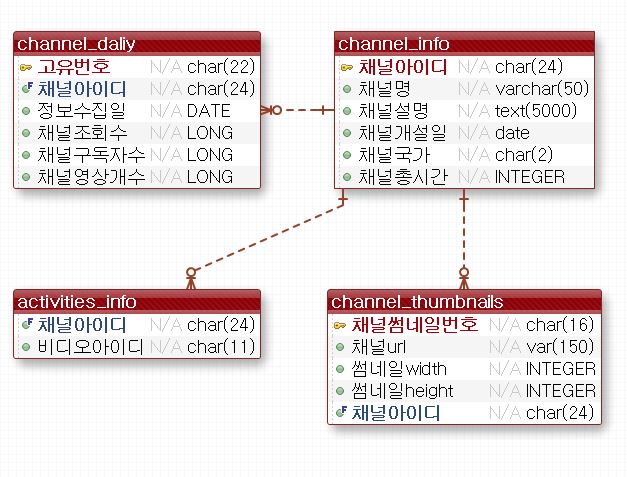 channel_daliy
고유번호 N/A char(22)
채널아이디 N/A char(24)
정보수집일 N/A DATE
채널조회수 N/A LONG
채널구독자수 N/A LONG
채널영상개수 N/A LONG
channel_info
채널아이디 N/A char(24)
채널명 N/A varchar(50)
채널설명 N/A text(5000)
채널개설일 N/A date
채널국가 N/A char(2)
채널총시간 N/A INTEGER
activities_info
채널아이디 N/A char(24)
비디오아이디 N/A char(11)
channel_thumbnails
채널썸네일번호 N/A char(16)
채널url N/A var(150)
썸네일width N/A INTEGER
썸네일height N/A INTEGER
채널아이디 N/A char(24)